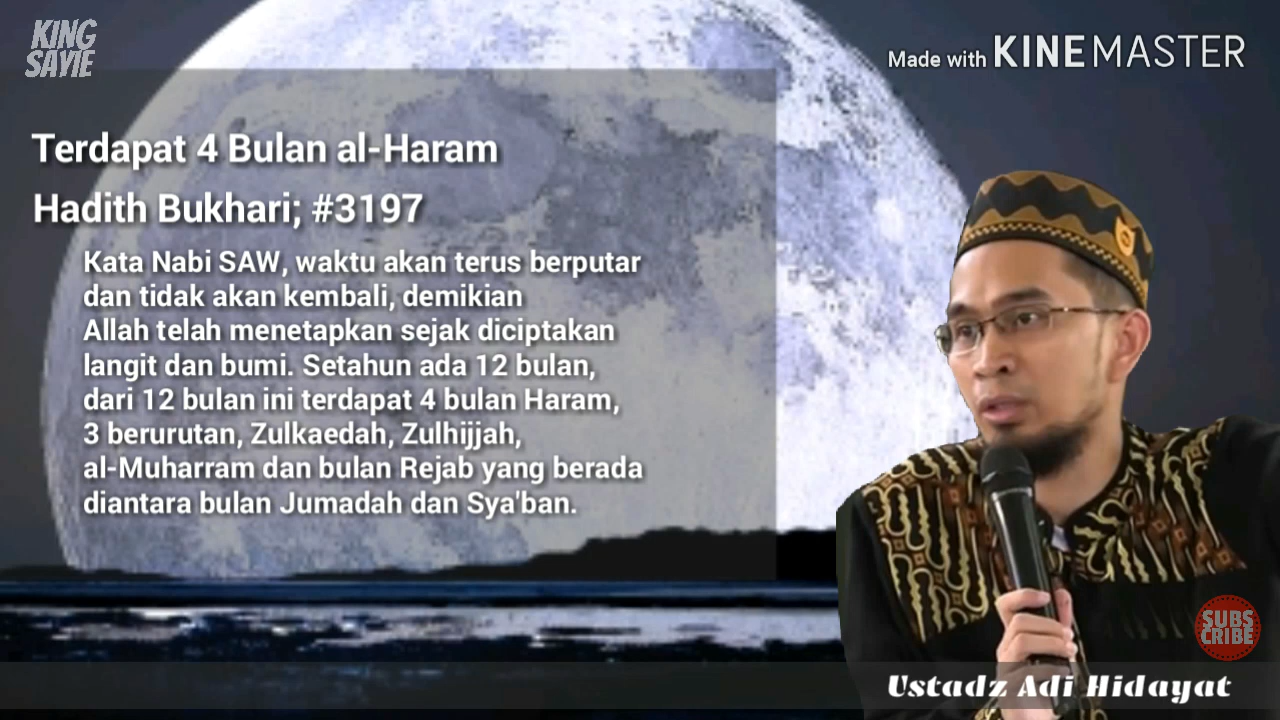 KING
SAYIE
Made with KINEMASTER
Terdapat 4 Bulan al-Haram
Hadith Bukhari; #3197
Kata Nabi SAW, waktu akan terus berputar
dan tidak akan kembali, demikian
Allah telah menetapkan sejak diciptakan
langit dan bumi. Setahun ada 12 bulan,
dari 12 bulan ini terdapat 4 bulan Haram,
3 berurutan, Zulkaedah, Zulhijjah,
al-Muharram dan bulan Rejab yang berada
diantara bulan Jumadah dan Sya'ban.
SUBS
CRIBE
Ustadz Adi Hidayat